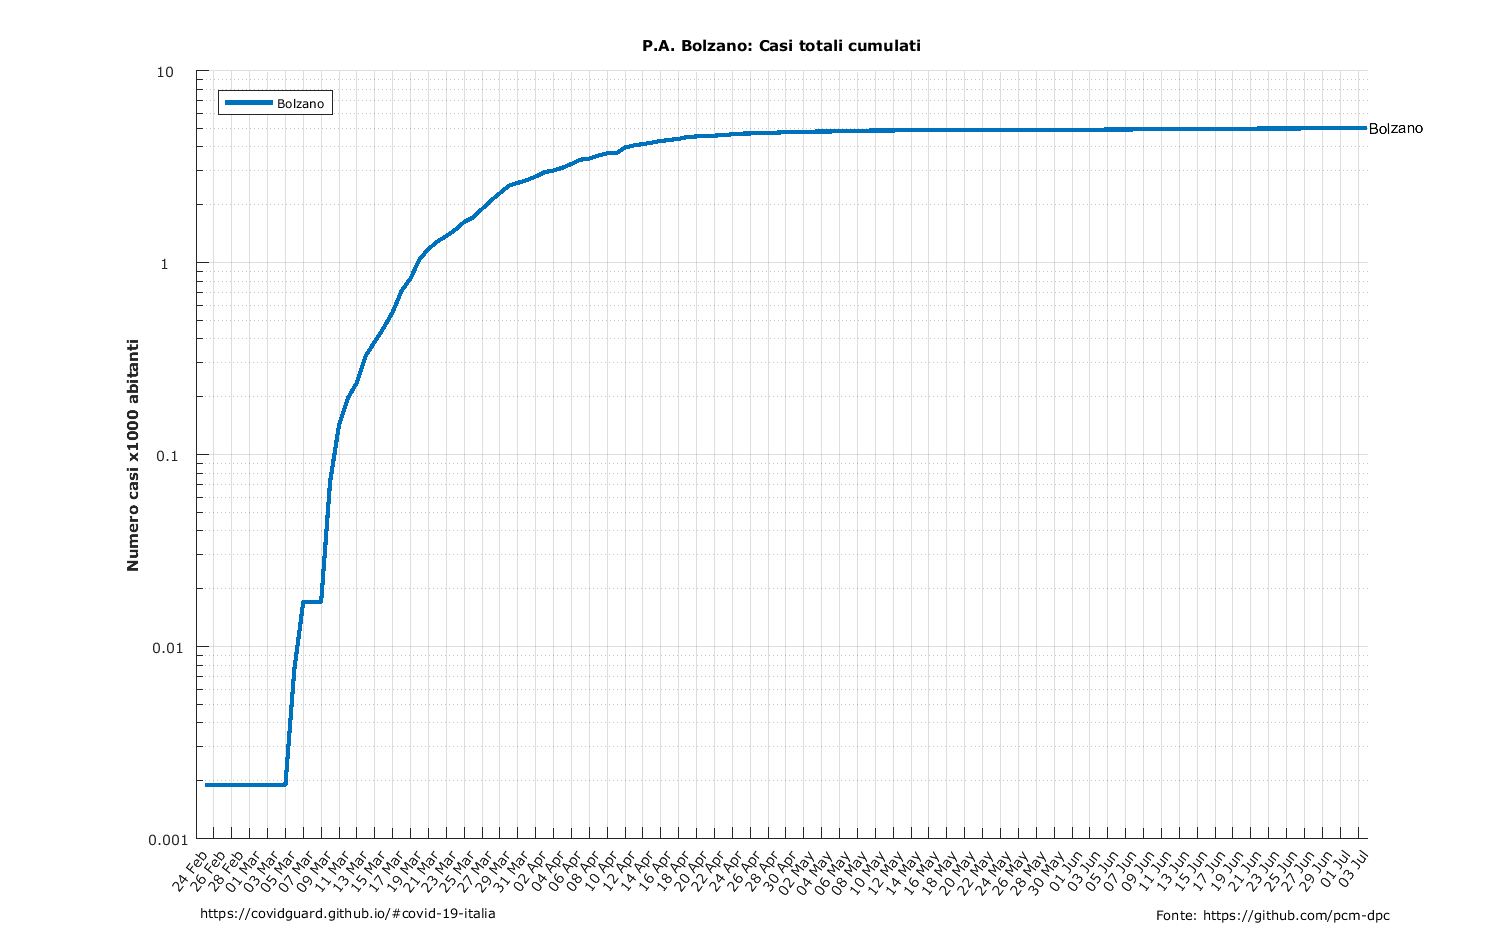 P.A. Bolzano: Casi totali cumulati
10
1
0.1
0.01
0.001
Numero casi x1000 abitanti
Bolzano
Bolzano
24 Feb
26 Feb
28 Feb
01 Mar
03 Mar
05 Mar
07 Mar
09 Mar
11 Mar
13 Mar
15 Mar
17 Mar
19 Mar
21 Mar
23 Mar
25 Mar
27 Mar
29 Mar
31 Mar
02 Apr
04 Apr
06 Apr
08 Apr
10 Apr
12 Apr
14 Apr
16 Apr
18 Apr
20 Apr
22 Apr
24 Apr
26 Apr
28 Apr
30 Apr
02 May
04 May
06 May
08 May
10 May
12 May
14 May
16 May
18 May
20 May
22 May
24 May
26 May
28 May
30 May
01 Jun
03 Jun
05 Jun
07 Jun
09 Jun
11 Jun
13 Jun
15 Jun
17 Jun
19 Jun
21 Jun
23 Jun
25 Jun
27 Jun
29 Jun
01 Jul
03 Jul
https://covidguard.github.io/#covid-19-italia
Fonte: https://github.com/pcm-dpc